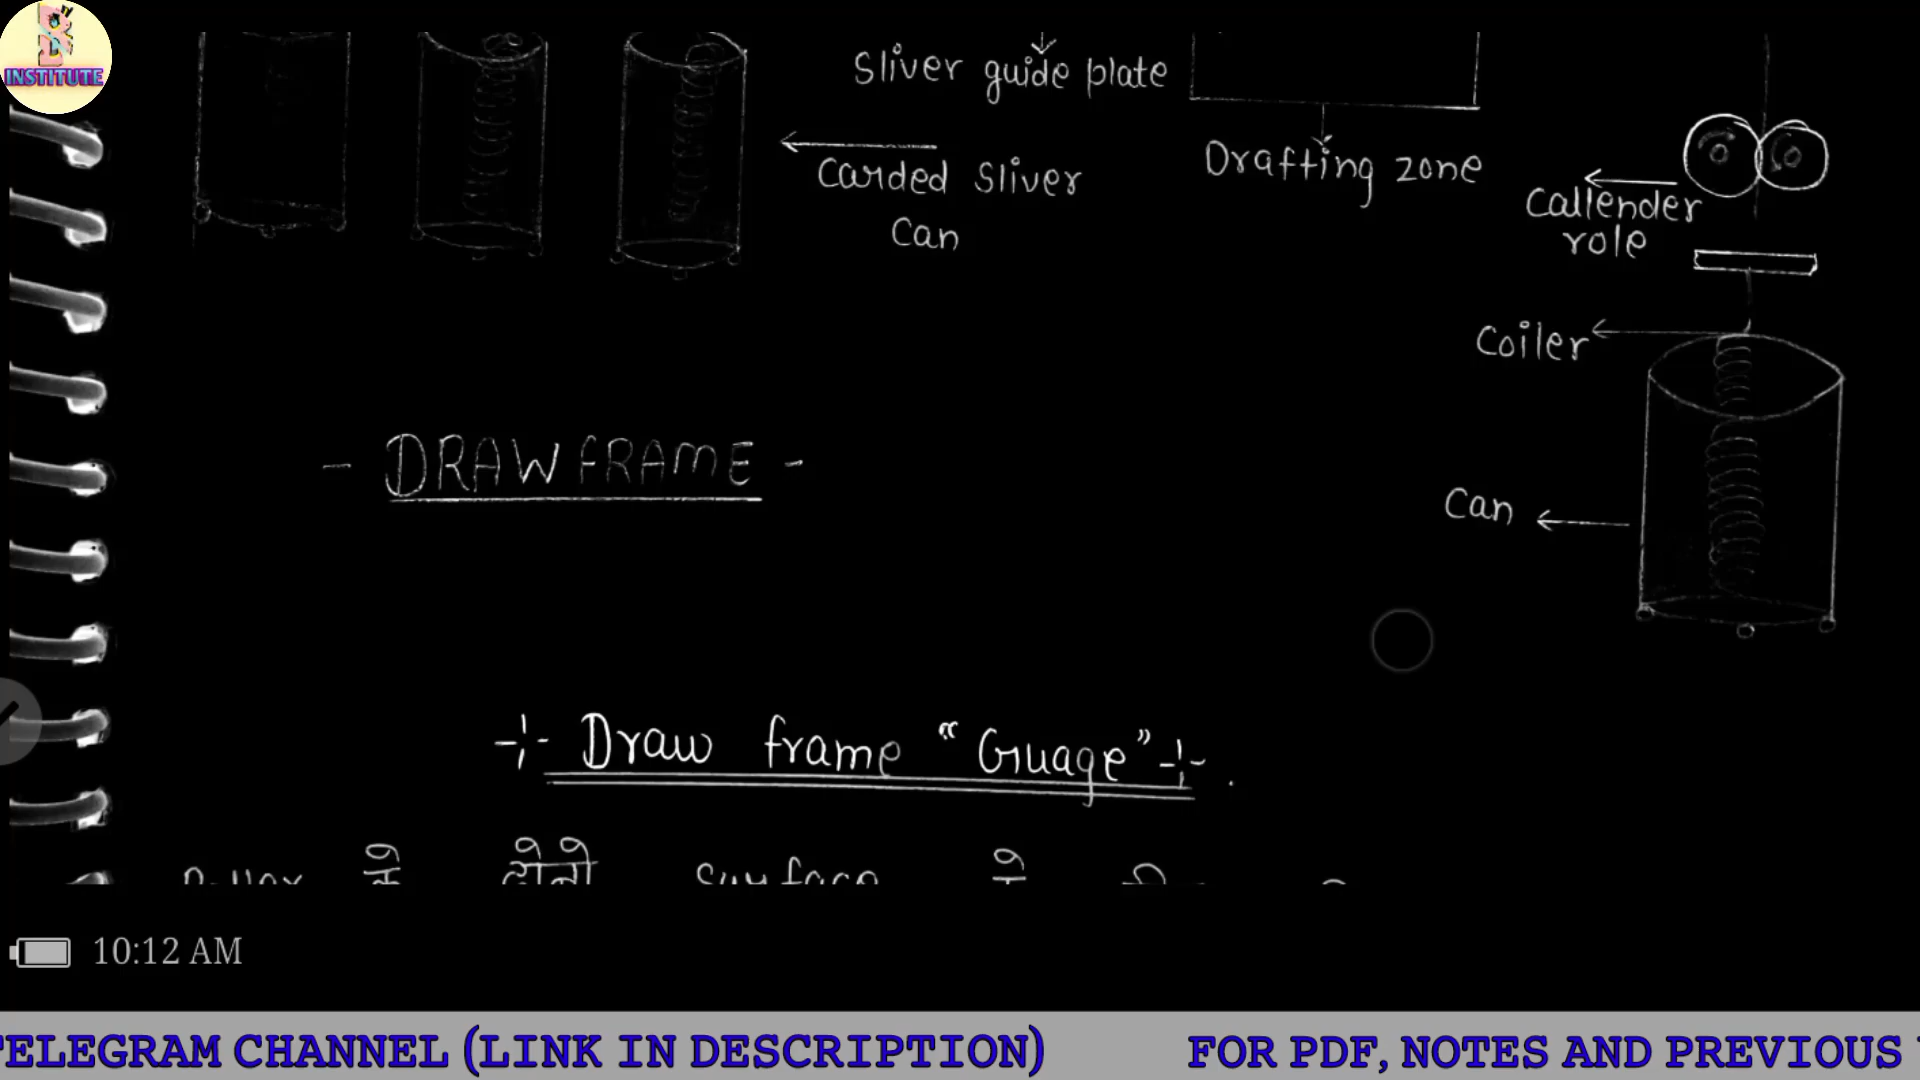 INSTITUTE
Sliver guide plate
Carded Sliver
Can
Drafting zone
Callender
role
Coiler
Can
- DRAW FRAME -
Draw frame "Guage" .
के दोनो Surface
10:12 AM
TELEGRAM CHANNEL (LINK IN DESCRIPTION) FOR PDF, NOTES AND PREVIOUS